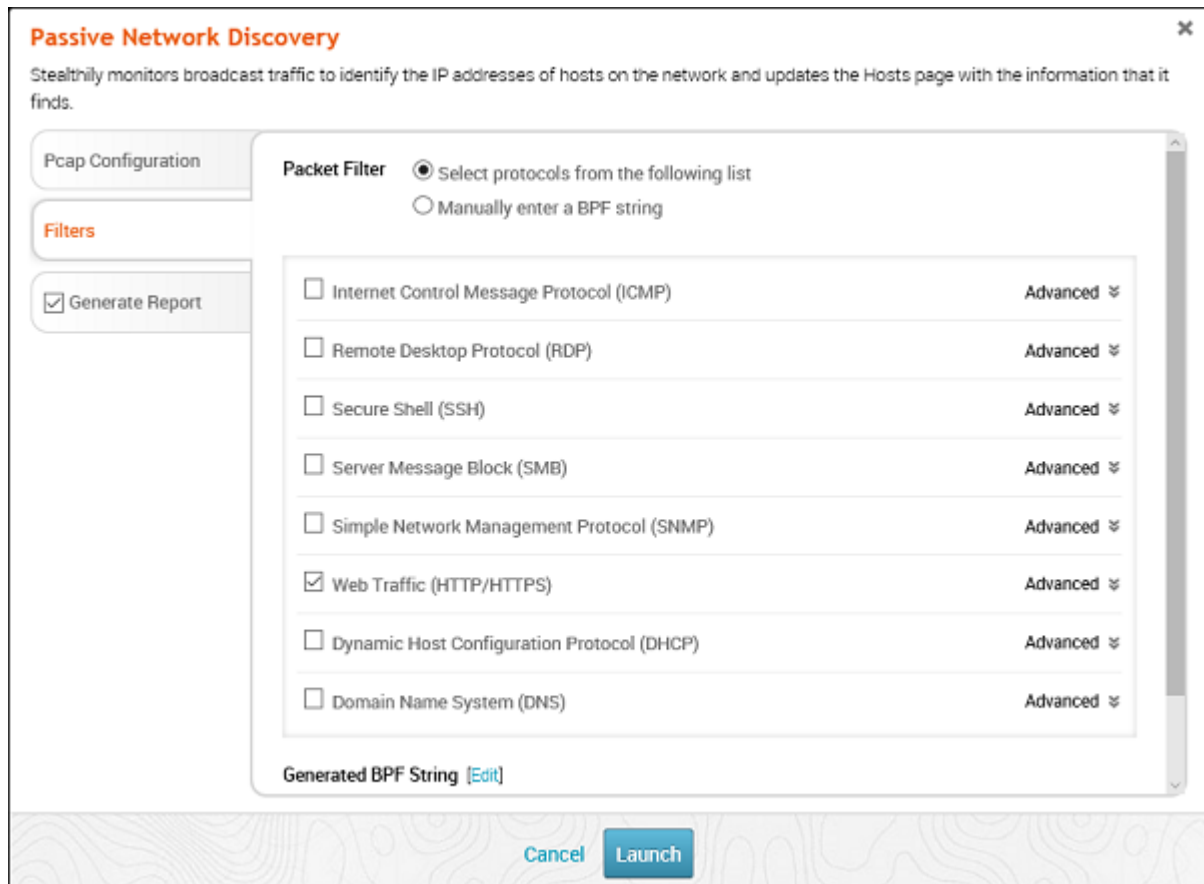 Passive Network Discovery
Stealthily monitors broadcast traffic to identify the IP addresses of hosts on the network and updates the Hosts page with the information that it
finds.
Pcap Configuration
Filters
Generate Report
Packet Filter
Select protocols from the following list
Manually enter a BPF string
Internet Control Message Protocol (ICMP) Advanced
Remote Desktop Protocol (RDP) Advanced
Secure Shell (SSH) Advanced
Server Message Block (SMB) Advanced
Simple Network Management Protocol (SNMP) Advanced
Web Traffic (HTTP/HTTPS) Advanced
Dynamic Host Configuration Protocol (DHCP) Advanced
Domain Name System (DNS) Advanced
Generated BPF String [Edit]
Cancel Launch